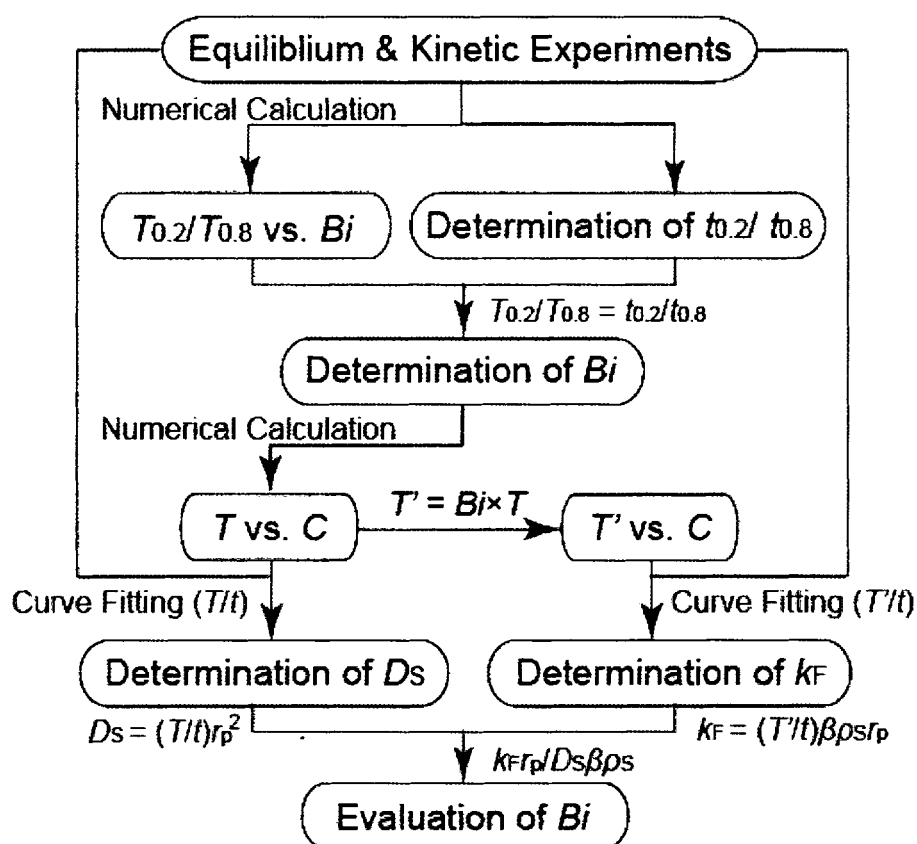 Equiliblium & Kinetic Experiments
Numerical Calculation
T0.2/T0.8 vs. Bi
Determination of t0.2/ t0.8
T0.2/T0.8 = t0.2/t0.8
Determination of Bi
Numerical Calculation
T vs. C
T' = Bi×T
T' vs. C
Curve Fitting (T/t)
Curve Fitting (T'/t)
Determination of Ds
Determination of kF
Ds = (T/t)rp²
kF = (T'/t)βρsrp
kFrp/Dsβρs
Evaluation of Bi